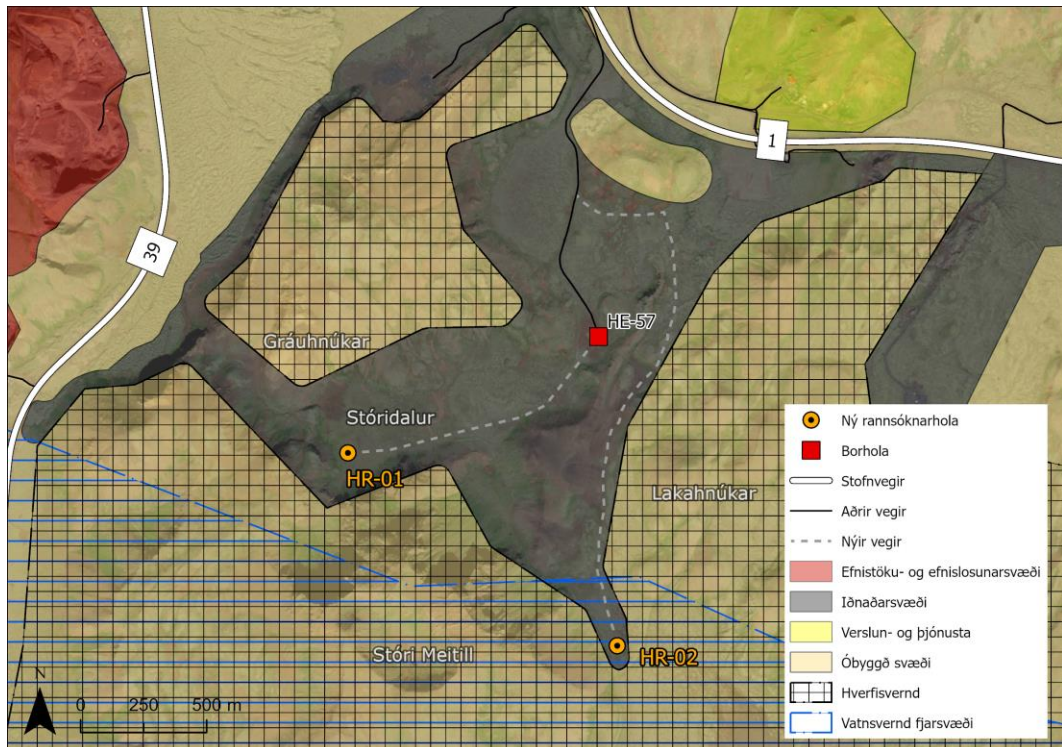 1
39
HE-57
Gráuhnúkar
Stóridalur
HR-01
Lakahnúkar
Stóri Meitill
HR-02
N
0 250 500 m
Ný rannsóknarhola
Borhola
Stofnvegir
Aðrir vegir
Nýir vegir
Efnistöku- og efnislosunarsvæði
Iðnaðarsvæði
Verslun- og þjónusta
Óbyggð svæði
Hverfisvernd
Vatnsvernd fjarsvæði